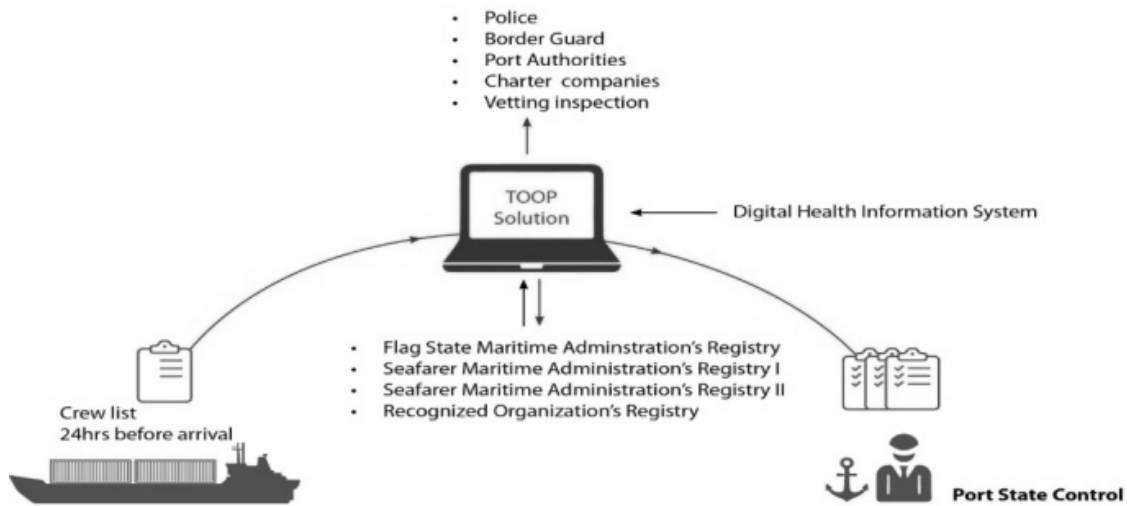 • Police
• Border Guard
• Port Authorities
• Charter companies
• Vetting inspection
TOOP
Solution
Digital Health Information System
• Flag State Maritime Adminstration's Registry
• Seafarer Maritime Administration's Registry I
• Seafarer Maritime Administration's Registry II
• Recognized Organization's Registry
Crew list
24hrs before arrival
Port State Control